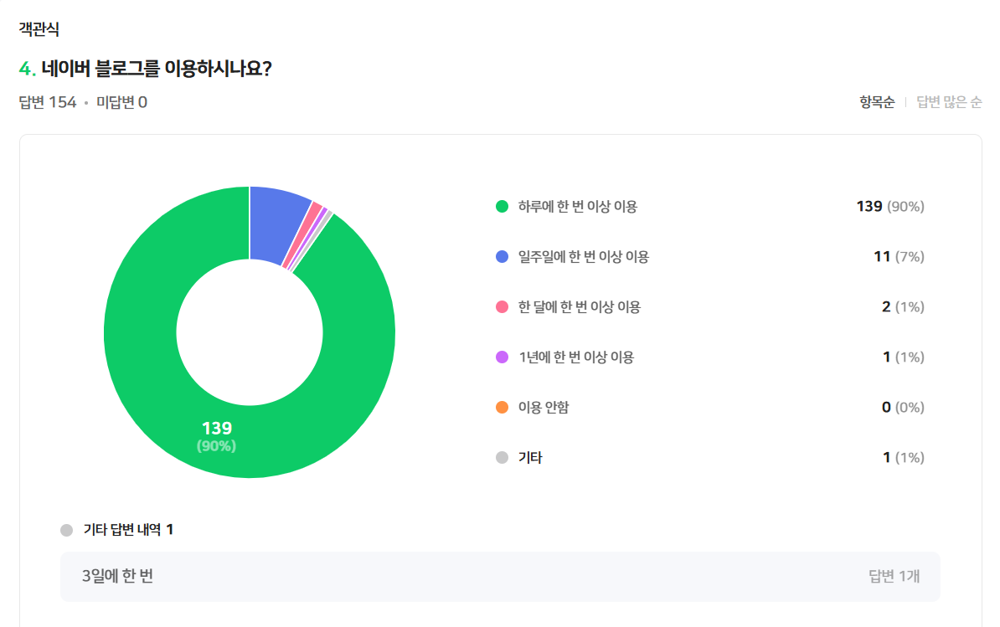 객관식
4. 네이버 블로그를 이용하시나요?
답변 154 • 미답변 0
항목순 | 답변 많은 순
하루에 한 번 이상 이용 139 (90%)
일주일에 한 번 이상 이용 11 (7%)
한 달에 한 번 이상 이용 2 (1%)
1년에 한 번 이상 이용 1 (1%)
이용 안함 0 (0%)
기타 1 (1%)
139
(90%)
기타 답변 내역 1
3일에 한 번 답변 1개